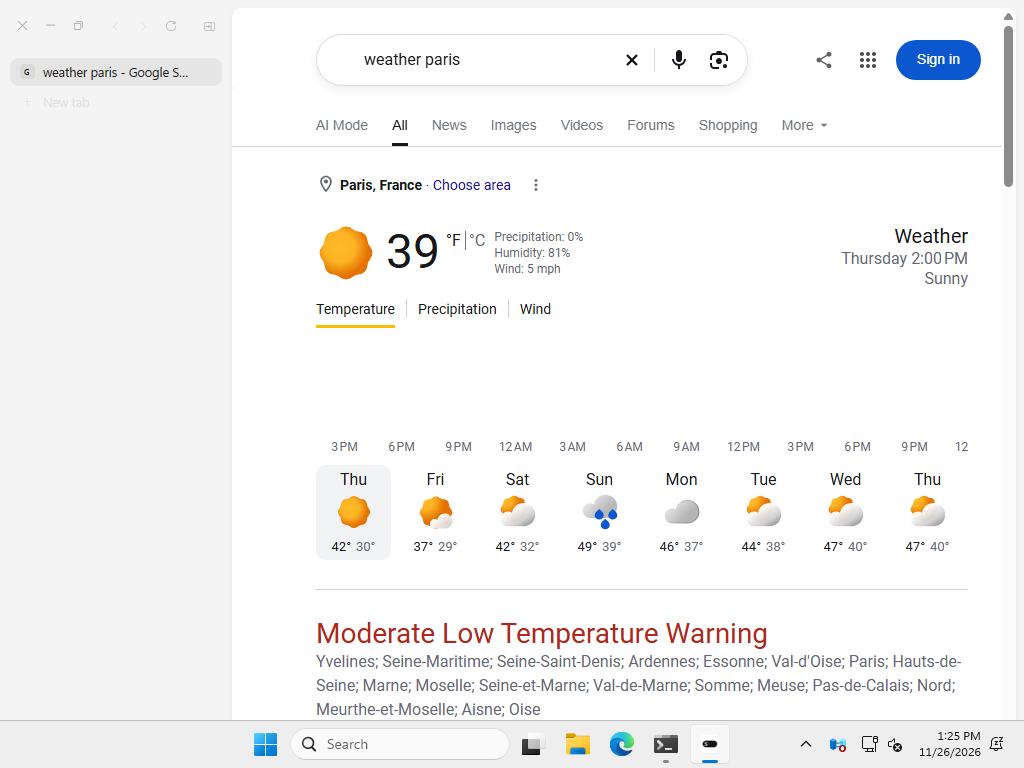 weather paris
Sign in
G weather paris - Google S...
+ New tab
AI Mode All News Images Videos Forums Shopping More
Paris, France · Choose area
39 °F | °C
Precipitation: 0%
Humidity: 81%
Wind: 5 mph
Weather
Thursday 2:00 PM
Sunny
Temperature Precipitation Wind
3 PM 6 PM 9 PM 12 AM 3 AM 6 AM 9 AM 12 PM 3 PM 6 PM 9 PM 12
Thu Fri Sat Sun Mon Tue Wed Thu
42° 30° 37° 29° 42° 32° 49° 39° 46° 37° 44° 38° 47° 40° 47° 40°
Moderate Low Temperature Warning
Yvelines; Seine-Maritime; Seine-Saint-Denis; Ardennes; Essonne; Val-d'Oise; Paris; Hauts-de-
Seine; Marne; Moselle; Seine-et-Marne; Val-de-Marne; Somme; Meuse; Pas-de-Calais; Nord;
Meurthe-et-Moselle; Aisne; Oise
Search
1:25 PM
11/26/2026